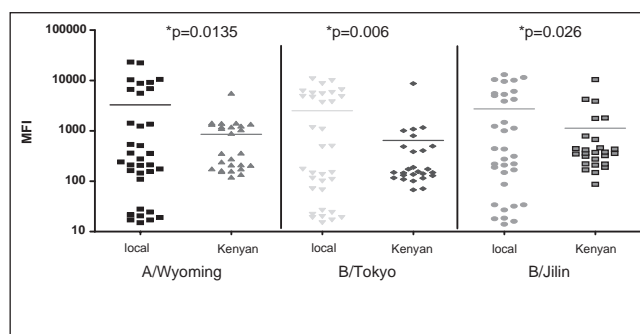 *p=0.0135 *p=0.006 *p=0.026
100000
10000
1000
100
10
MFI
local Kenyan local Kenyan local Kenyan
A/Wyoming B/Tokyo B/Jilin